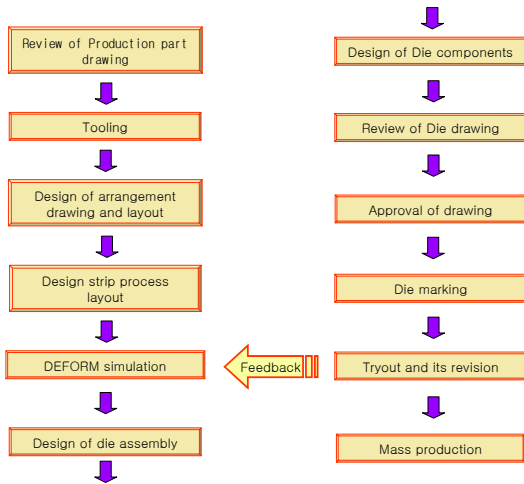 Review of Production part
drawing
Tooling
Design of arrangement
drawing and layout
Design strip process
layout
DEFORM simulation
Design of die assembly
Design of Die components
Review of Die drawing
Approval of drawing
Die marking
Feedback
Tryout and its revision
Mass production